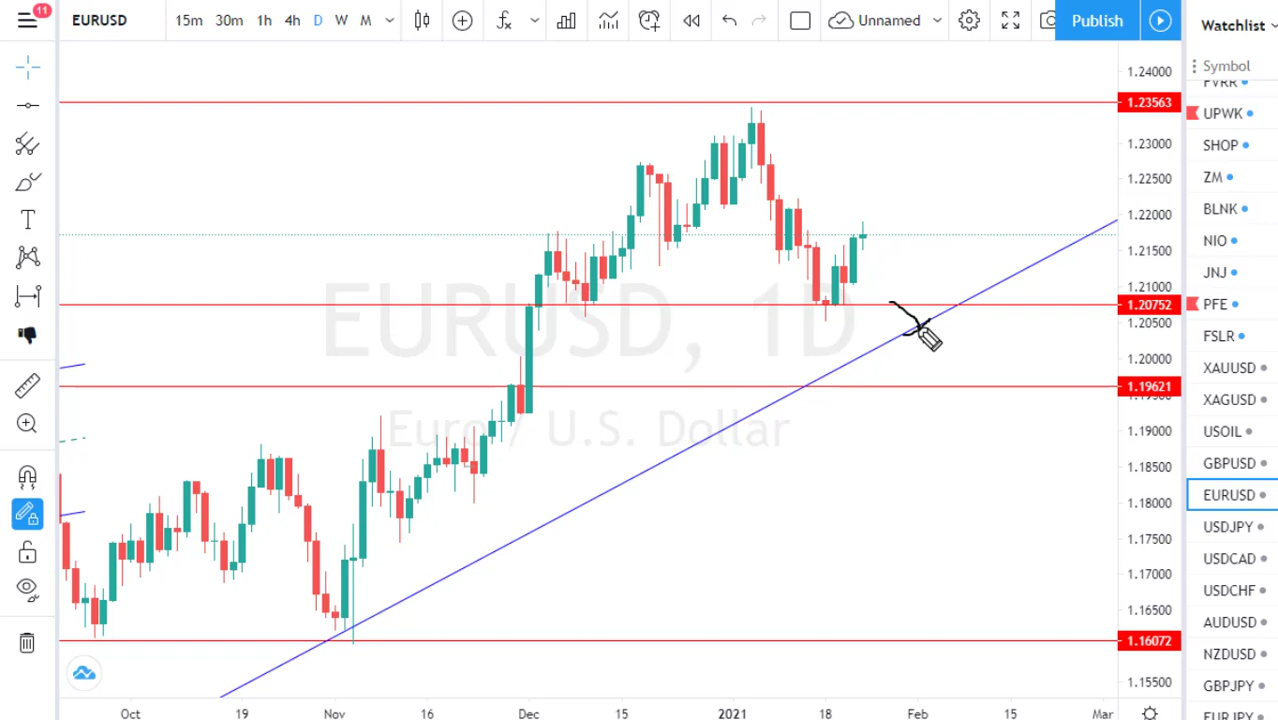 11
EURUSD 15m 30m 1h 4h D W M Unnamed Publish Watchlist
Symbol
UPWK
SHOP
ZM
BLNK
NIO
JNJ
PFE
FSLR
XAUUSD
XAGUSD
USOIL
GBPUSD
EURUSD
USDJPY
USDCAD
USDCHF
AUDUSD
NZDUSD
GBPJPY
EURUSD, 1D
Euro / U.S. Dollar
1.24000
1.23563
1.23000
1.22500
1.22000
1.21500
1.21000
1.20752
1.20500
1.20000
1.19621
1.19000
1.18500
1.18000
1.17500
1.17000
1.16500
1.16072
1.15500
Oct 19 Nov 16 Dec 15 2021 18 Feb 15 Mar